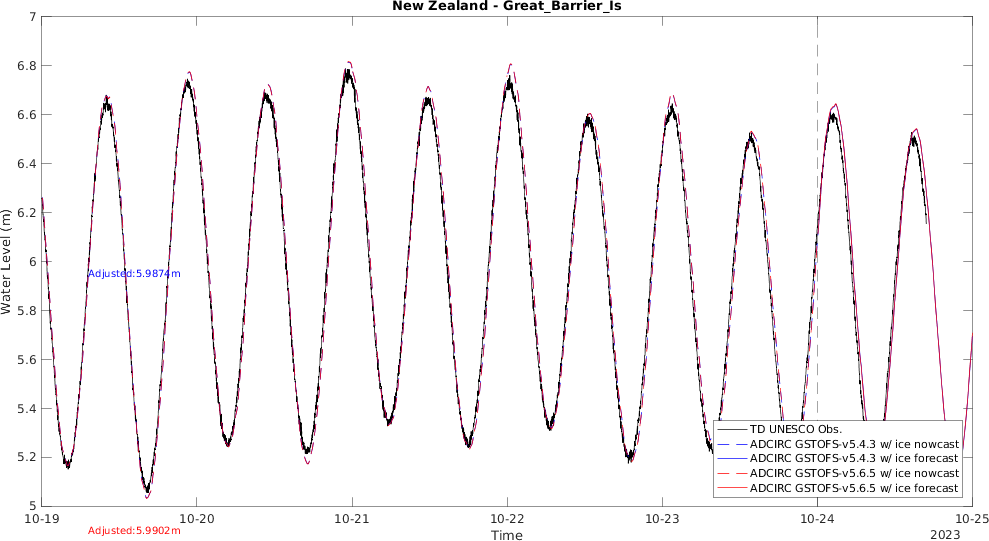 New Zealand - Great_Barrier_Is
7
6.8
6.6
6.4
6.2
6
5.8
5.6
5.4
5.2
5
Water Level (m)
Adjusted:5.9874m
TD UNESCO Obs.
ADCIRC GSTOFS-v5.4.3 w/ ice nowcast
ADCIRC GSTOFS-v5.4.3 w/ ice forecast
ADCIRC GSTOFS-v5.6.5 w/ ice nowcast
ADCIRC GSTOFS-v5.6.5 w/ ice forecast
10-19 10-20 10-21 10-22 10-23 10-24 10-25
Adjusted:5.9902m
Time
2023